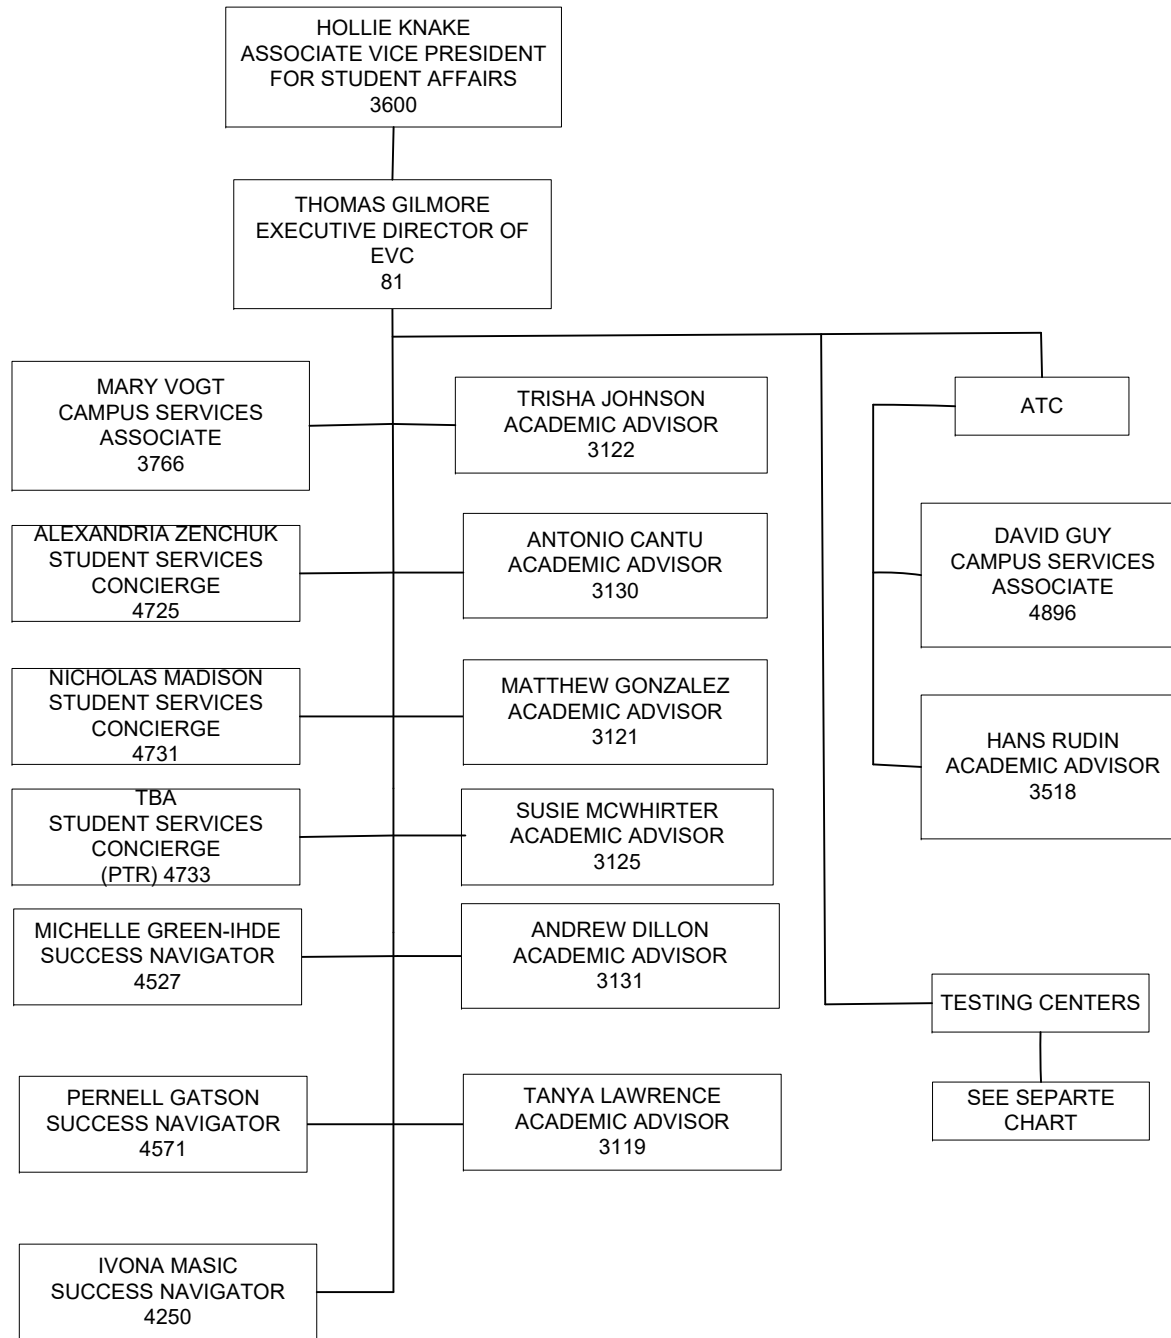 HOLLIE KNAKE
ASSOCIATE VICE PRESIDENT
FOR STUDENT AFFAIRS
3600
THOMAS GILMORE
EXECUTIVE DIRECTOR OF
EVC
81
MARY VOGT
CAMPUS SERVICES
ASSOCIATE
3766
TRISHA JOHNSON
ACADEMIC ADVISOR
3122
ATC
ALEXANDRIA ZENCHUK
STUDENT SERVICES
CONCIERGE
4725
ANTONIO CANTU
ACADEMIC ADVISOR
3130
DAVID GUY
CAMPUS SERVICES
ASSOCIATE
4896
NICHOLAS MADISON
STUDENT SERVICES
CONCIERGE
4731
MATTHEW GONZALEZ
ACADEMIC ADVISOR
3121
HANS RUDIN
ACADEMIC ADVISOR
3518
TBA
STUDENT SERVICES
CONCIERGE
(PTR) 4733
SUSIE MCWHIRTER
ACADEMIC ADVISOR
3125
MICHELLE GREEN-IHDE
SUCCESS NAVIGATOR
4527
ANDREW DILLON
ACADEMIC ADVISOR
3131
TESTING CENTERS
PERNELL GATSON
SUCCESS NAVIGATOR
4571
TANYA LAWRENCE
ACADEMIC ADVISOR
3119
SEE SEPARTE
CHART
IVONA MASIC
SUCCESS NAVIGATOR
4250